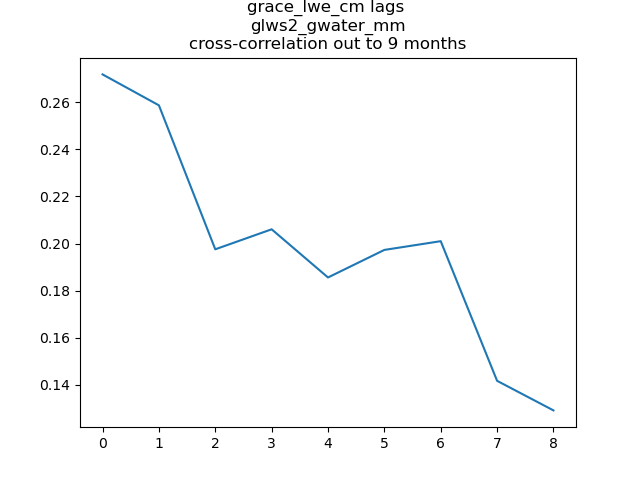 grace_lwe_cm lags
glws2_gwater_mm
cross-correlation out to 9 months
0.26
0.24
0.22
0.20
0.18
0.16
0.14
0 1 2 3 4 5 6 7 8